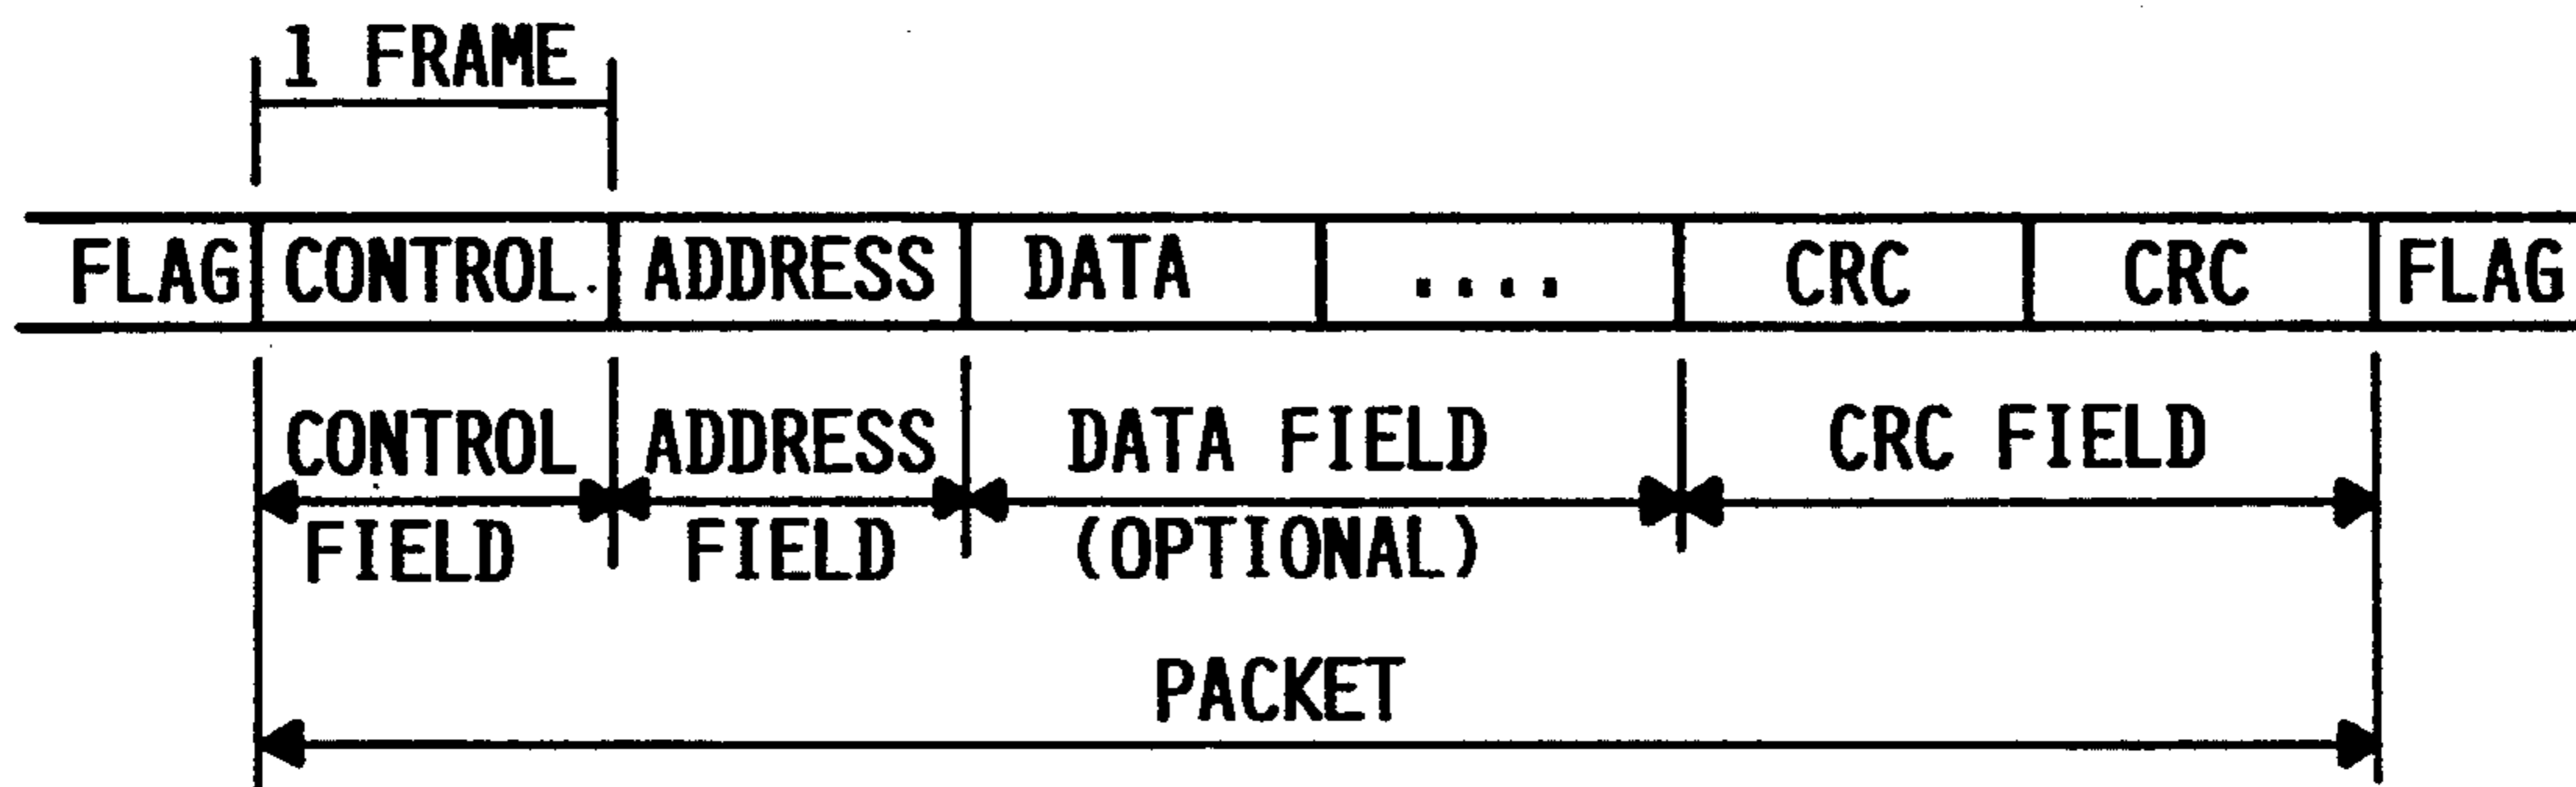 1 FRAME
FLAG CONTROL ADDRESS DATA .... CRC CRC FLAG
CONTROL FIELD
ADDRESS FIELD
DATA FIELD (OPTIONAL)
CRC FIELD
PACKET